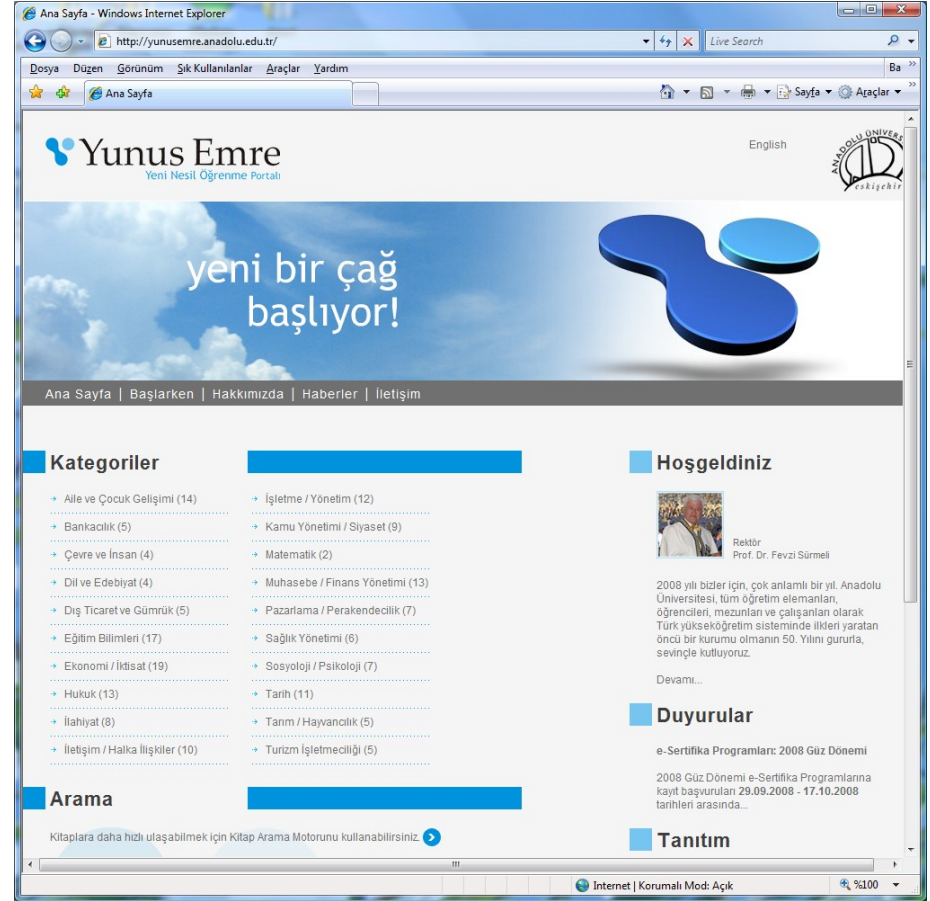 Ana Sayfa - Windows Internet Explorer
http://yunusemre.anadolu.edu.tr/
Live Search
Dosya Düzen Görünüm Sık Kullanılanlar Araçlar Yardım
Ba
Ana Sayfa
Sayfa Araçlar
Yunus Emre
Yeni Nesil Öğrenme Portalı
English
ANADOLU ÜNİVERS
eskişehir
yeni bir çağ
başlıyor!
Ana Sayfa | Başlarken | Hakkımızda | Haberler | İletişim
Kategoriler
Aile ve Çocuk Gelişimi (14)
Bankacılık (5)
Çevre ve İnsan (4)
Dil ve Edebiyat (4)
Dış Ticaret ve Gümrük (5)
Eğitim Bilimleri (17)
Ekonomi / İktisat (19)
Hukuk (13)
İlahiyat (8)
İletişim / Halka İlişkiler (10)
İşletme / Yönetim (12)
Kamu Yönetimi / Siyaset (9)
Matematik (2)
Muhasebe / Finans Yönetimi (13)
Pazarlama / Perakendecilik (7)
Sağlık Yönetimi (6)
Sosyoloji / Psikoloji (7)
Tarih (11)
Tarım / Hayvancılık (5)
Turizm İşletmeciliği (5)
Arama
Kitaplara daha hızlı ulaşabilmek için Kitap Arama Motorunu kullanabilirsiniz.
Hoşgeldiniz
Rektör
Prof. Dr. Fevzi Sürmeli
2008 yılı bizler için, çok anlamlı bir yıl. Anadolu
Üniversitesi, tüm öğretim elemanları,
öğrencileri, mezunları ve çalışanları olarak
Türk yükseköğretim sisteminde ilkleri yaratan
öncü bir kurumu olmanın 50. Yılını gururla,
sevinçle kutluyoruz.
Devamı...
Duyurular
e-Sertifika Programları: 2008 Güz Dönemi
2008 Güz Dönemi e-Sertifika Programlarına
kayıt başvuruları 29.09.2008 - 17.10.2008
tarihleri arasında...
Tanıtım
Internet | Korumalı Mod: Açık
%100